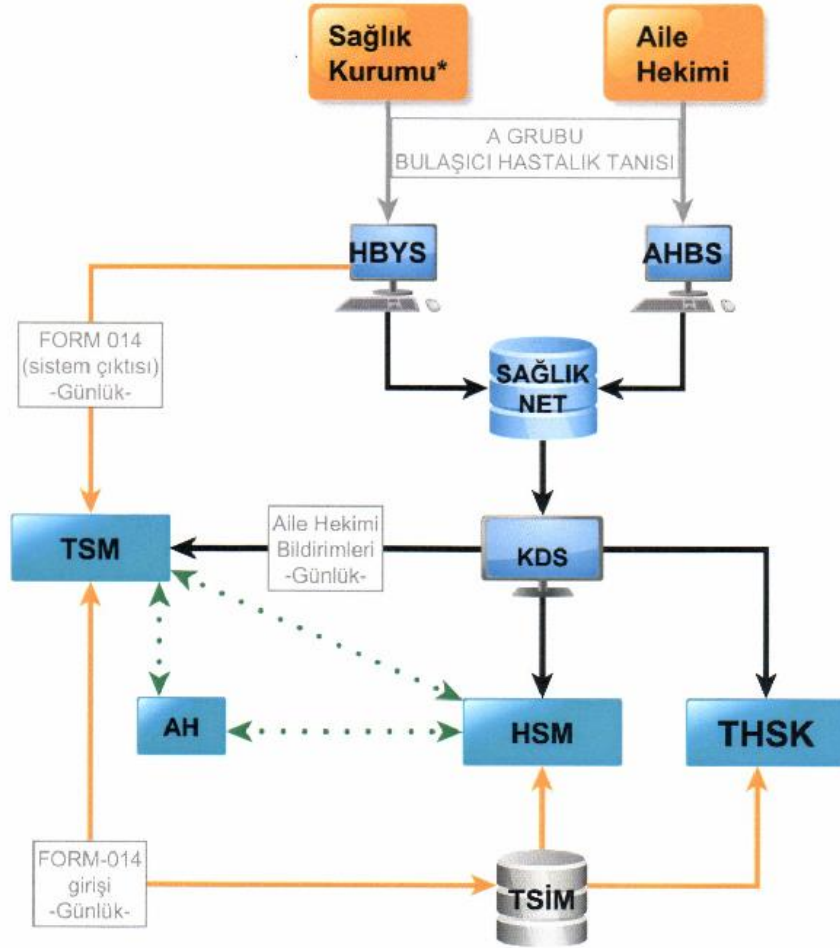 Sağlık
Kurumu*
Aile
Hekimi
A GRUBU
BULAŞICI HASTALIK TANISI
HBYS
AHBS
FORM 014
(sistem çıktısı)
-Günlük-
SAĞLIK
NET
TSM
Aile Hekimi
Bildirimleri
-Günlük-
KDS
AH
HSM
THSK
FORM-014
girişi
-Günlük-
TSİM